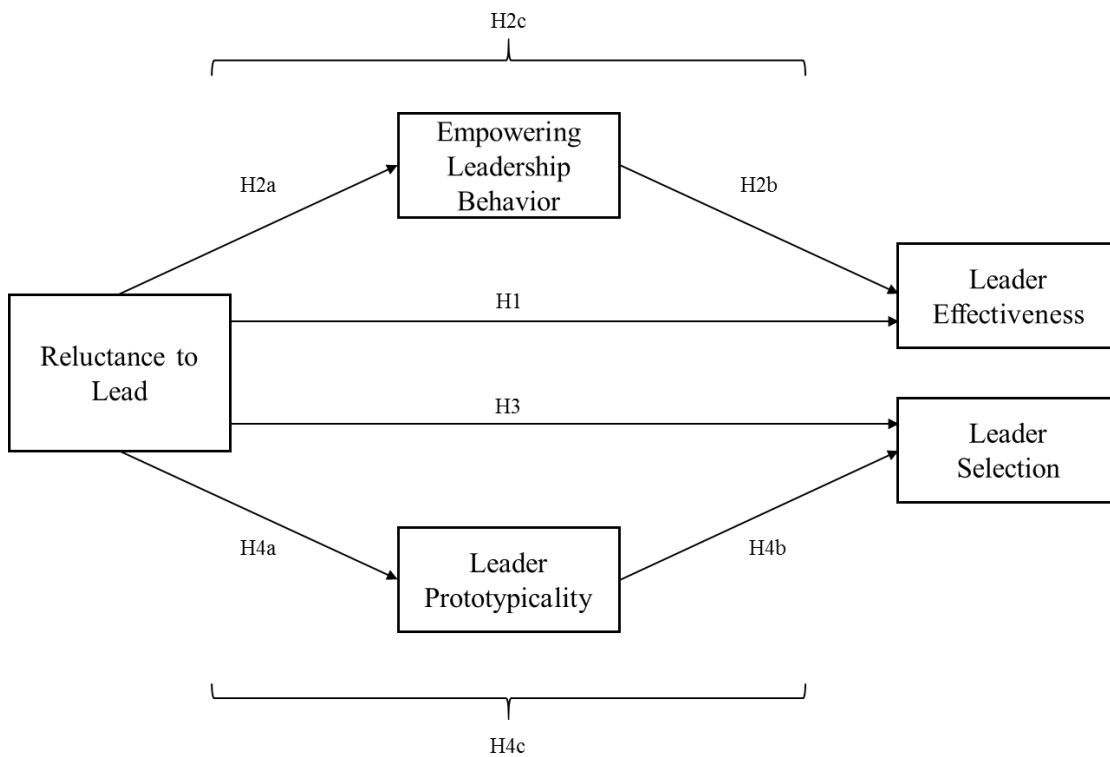 H2c
Empowering
Leadership
Behavior
H2a
H2b
Leader
Effectiveness
H1
Reluctance to
Lead
H3
Leader
Selection
H4a
H4b
Leader
Prototypicality
H4c